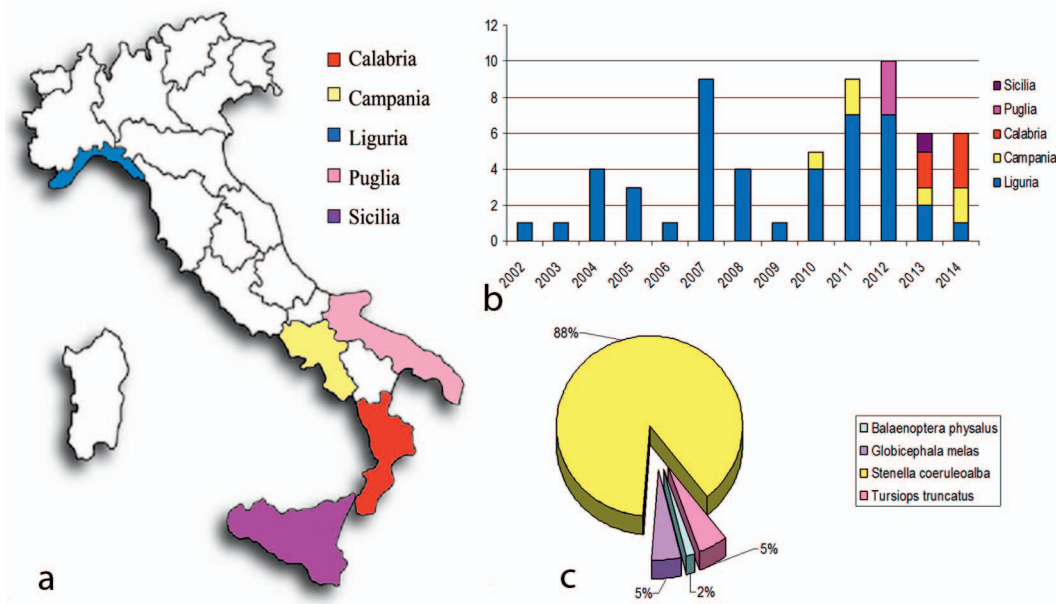 Calabria
Campania
Liguria
Puglia
Sicilia
a
12
10
8
6
4
2
0
2002 2003 2004 2005 2006 2007 2008 2009 2010 2011 2012 2013 2014
Sicilia
Puglia
Calabria
Campania
Liguria
b
88%
5%
2%
5%
Balaenoptera physalus
Globicephala melas
Stenella coeruleoalba
Tursiops truncatus
c